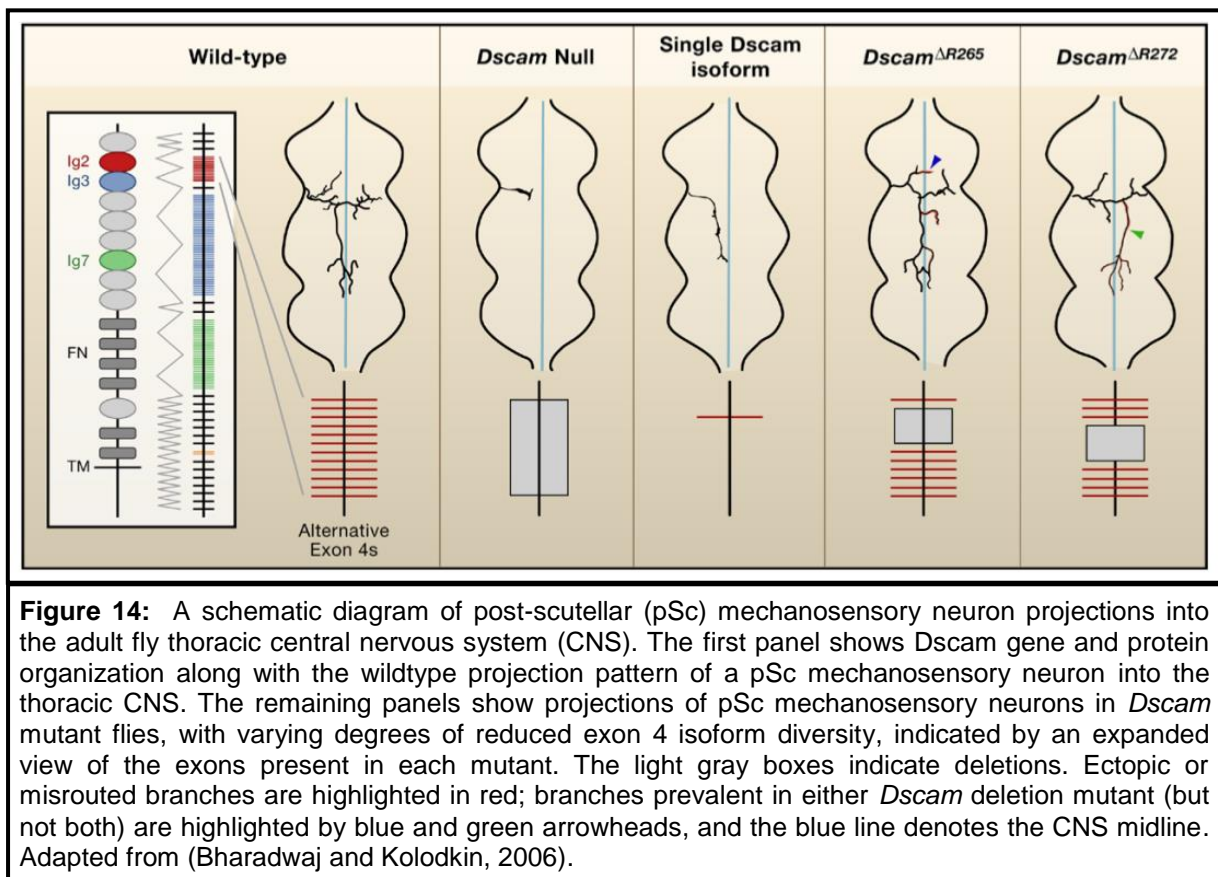 Wild-type
Dscam Null
Single Dscam
isoform
DscamΔR265
DscamΔR272
Ig2
Ig3
Ig7
FN
TM
Alternative
Exon 4s
Figure 14: A schematic diagram of post-scutellar (pSc) mechanosensory neuron projections into
the adult fly thoracic central nervous system (CNS). The first panel shows Dscam gene and protein
organization along with the wildtype projection pattern of a pSc mechanosensory neuron into the
thoracic CNS. The remaining panels show projections of pSc mechanosensory neurons in Dscam
mutant flies, with varying degrees of reduced exon 4 isoform diversity, indicated by an expanded
view of the exons present in each mutant. The light gray boxes indicate deletions. Ectopic or
misrouted branches are highlighted in red; branches prevalent in either Dscam deletion mutant (but
not both) are highlighted by blue and green arrowheads, and the blue line denotes the CNS midline.
Adapted from (Bharadwaj and Kolodkin, 2006).